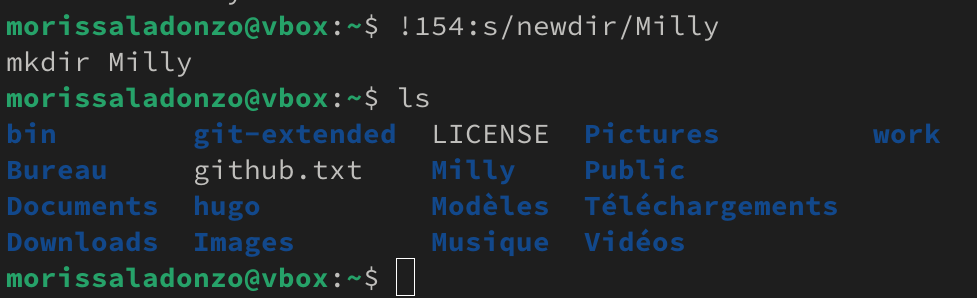 morissaladonzo@vbox:~$ !154:s/newdir/Milly
mkdir Milly
morissaladonzo@vbox:~$ ls
bin git-extended LICENSE Pictures work
Bureau github.txt Milly Public
Documents hugo Modèles Téléchargements
Downloads Images Musique Vidéos
morissaladonzo@vbox:~$